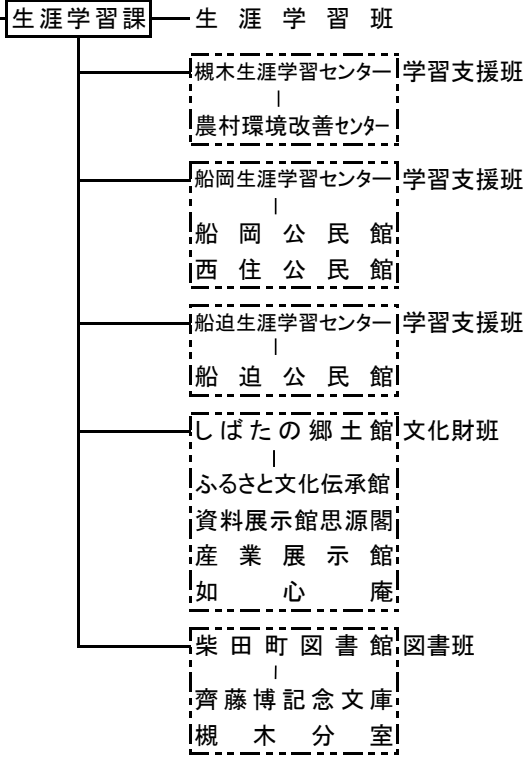 生涯学習課 生涯学習班
槻木生涯学習センター 学習支援班
農村環境改善センター
船岡生涯学習センター 学習支援班
船岡公民館
西住公民館
船迫生涯学習センター 学習支援班
船迫公民館
しばたの郷土館 文化財班
ふるさと文化伝承館
資料展示館思源閣
産業展示館
如心庵
柴田町図書館 図書班
齊藤博記念文庫
槻木分室